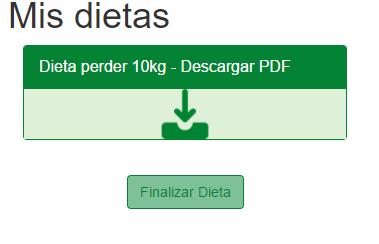 Mis dietas
Dieta perder 10kg - Descargar PDF
Finalizar Dieta